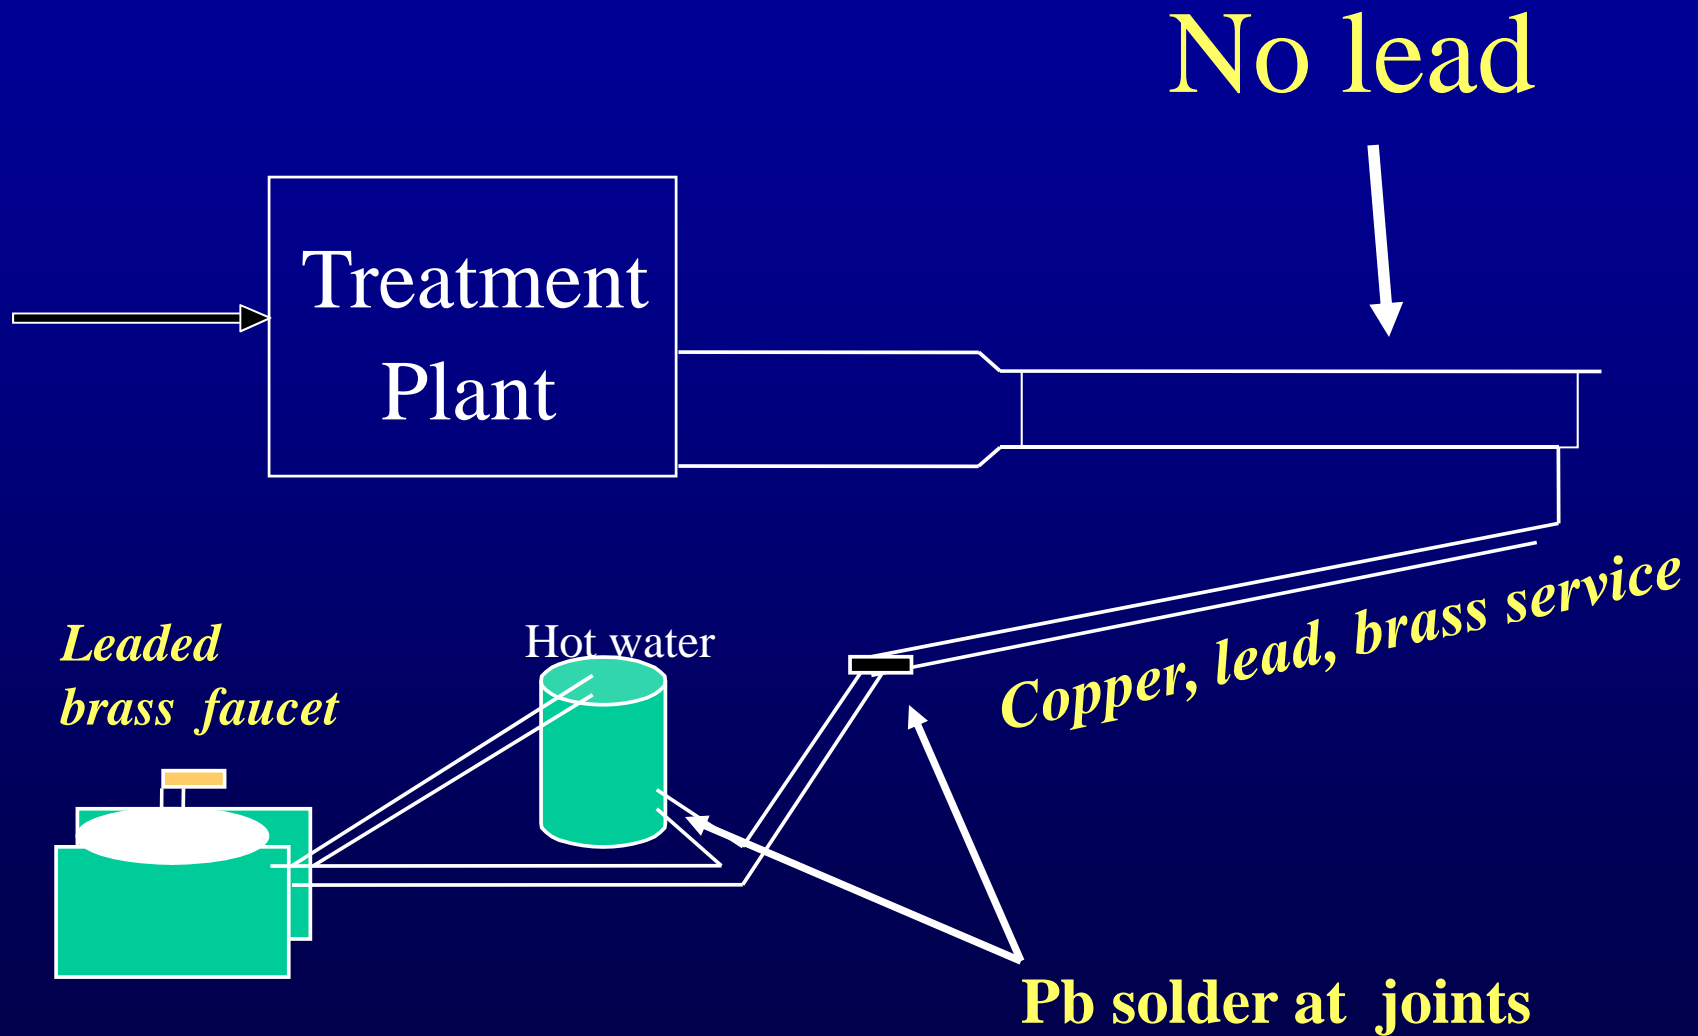 No lead
Treatment
Plant
Copper, lead, brass service
Hot water
Leaded
brass faucet
Pb solder at joints